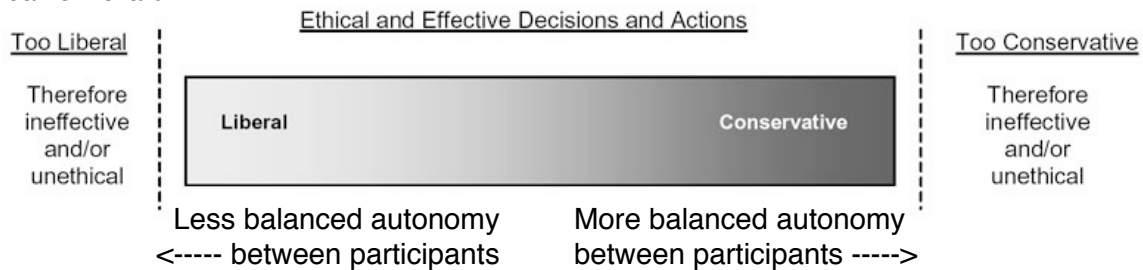 Ethical and Effective Decisions and Actions
Too Liberal
Too Conservative
Therefore
ineffective
and/or
unethical
Liberal
Conservative
Therefore
ineffective
and/or
unethical
Less balanced autonomy
<----- between participants
More balanced autonomy
between participants ----->